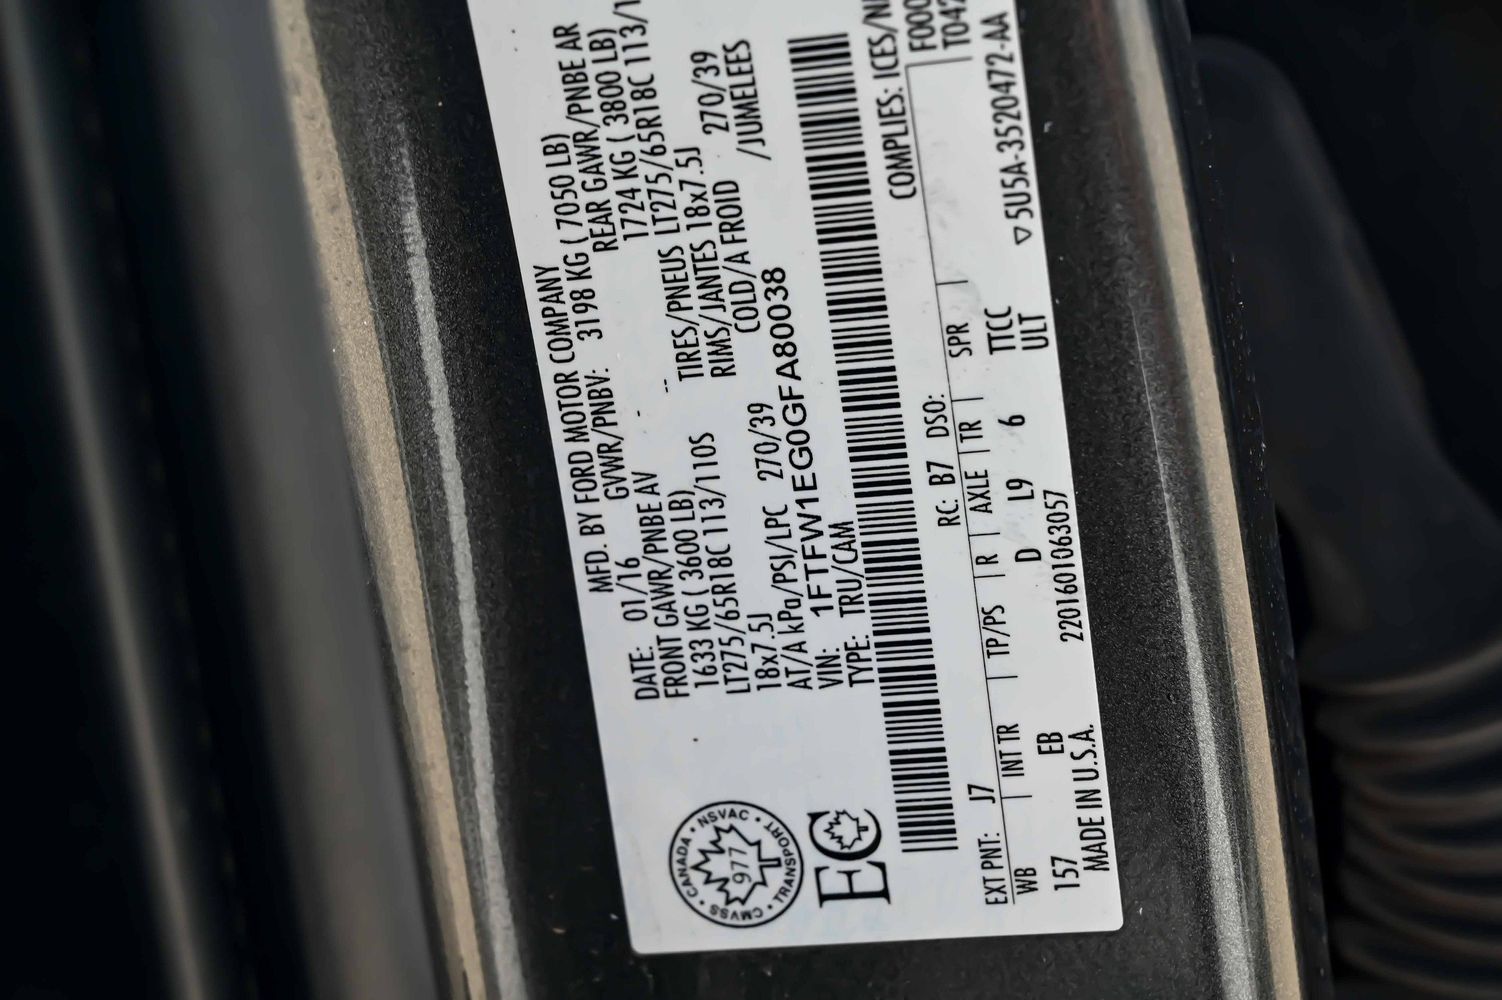 MFD. BY FORD MOTOR COMPANY
DATE: 01/16 GVWR/PNBV: 3198 KG ( 7050 LB)
FRONT GAWR/PNBE AV REAR GAWR/PNBE AR
1633 KG ( 3600 LB) 1724 KG ( 3800 LB)
LT275/65R18C 113/110S TIRES/PNEUS LT275/65R18C 113/1
18x7.5J RIMS/JANTES 18x7.5J
AT/A kPa/PSI/LPC 270/39 COLD/A FROID 270/39
VIN: 1FTFW1EG0GFA80038 /JUMELEES
TYPE: TRU/CAM
COMPLIES: ICES/N
F000
T042
EXT PNT: J7 RC: B7 DSO:
WB INT TR TP/PS R AXLE TR SPR
157 EB D L9 6 TTCC
ULT
MADE IN U.S.A. 2201601063057 ▽ 5U5A-3520472-AA
CANADA • NSVAC • TRANSPORT • CMVSS •
977
EC